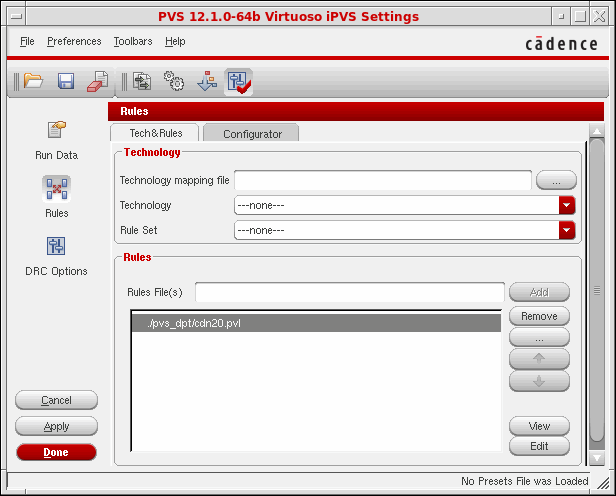 PVS 12.1.0-64b Virtuoso iPVS Settings
File Preferences Toolbars Help
cādence
Rules
Tech&Rules Configurator
Run Data
Rules
DRC Options
Technology
Technology mapping file ...
Technology ---none---
Rule Set ---none---
Rules
Rules File(s) Add
./pvs_dpt/cdn20.pvl
Remove
...
View
Edit
Cancel
Apply
Done
No Presets File was Loaded